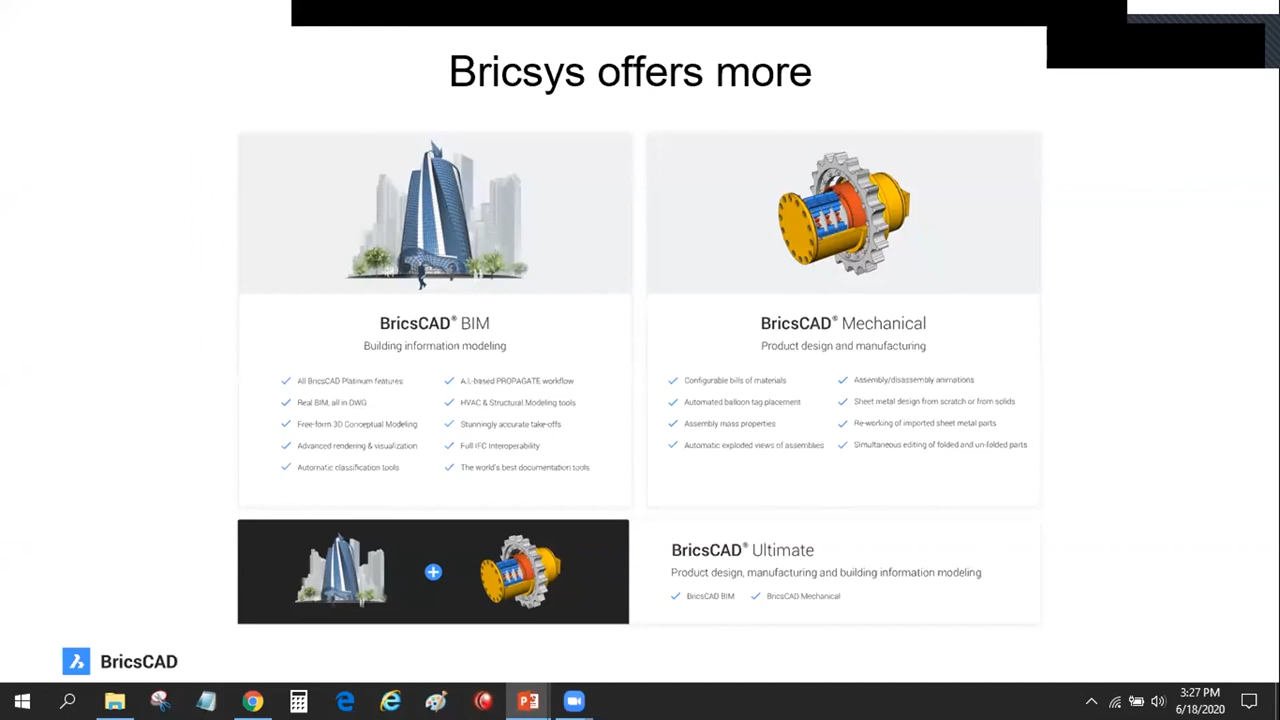 Bricsys offers more
BricsCAD® BIM
Building information modeling
All BricsCAD Platinum features
Real BIM, all in DWG
Free-form 3D Conceptual Modeling
Advanced rendering & visualization
Automatic classification tools
A.I.-based PROPAGATE workflow
HVAC & Structural Modeling tools
Stunningly accurate take-offs
Full IFC Interoperability
The world's best documentation tools
BricsCAD® Mechanical
Product design and manufacturing
Configurable bills of materials
Automated balloon tag placement
Assembly mass properties
Automatic exploded views of assemblies
Assembly/disassembly animations
Sheet metal design from scratch or from solids
Re-working of imported sheet metal parts
Simultaneous editing of folded and un-folded parts
BricsCAD® Ultimate
Product design, manufacturing and building information modeling
BricsCAD BIM
BricsCAD Mechanical
BricsCAD
3:27 PM
6/18/2020